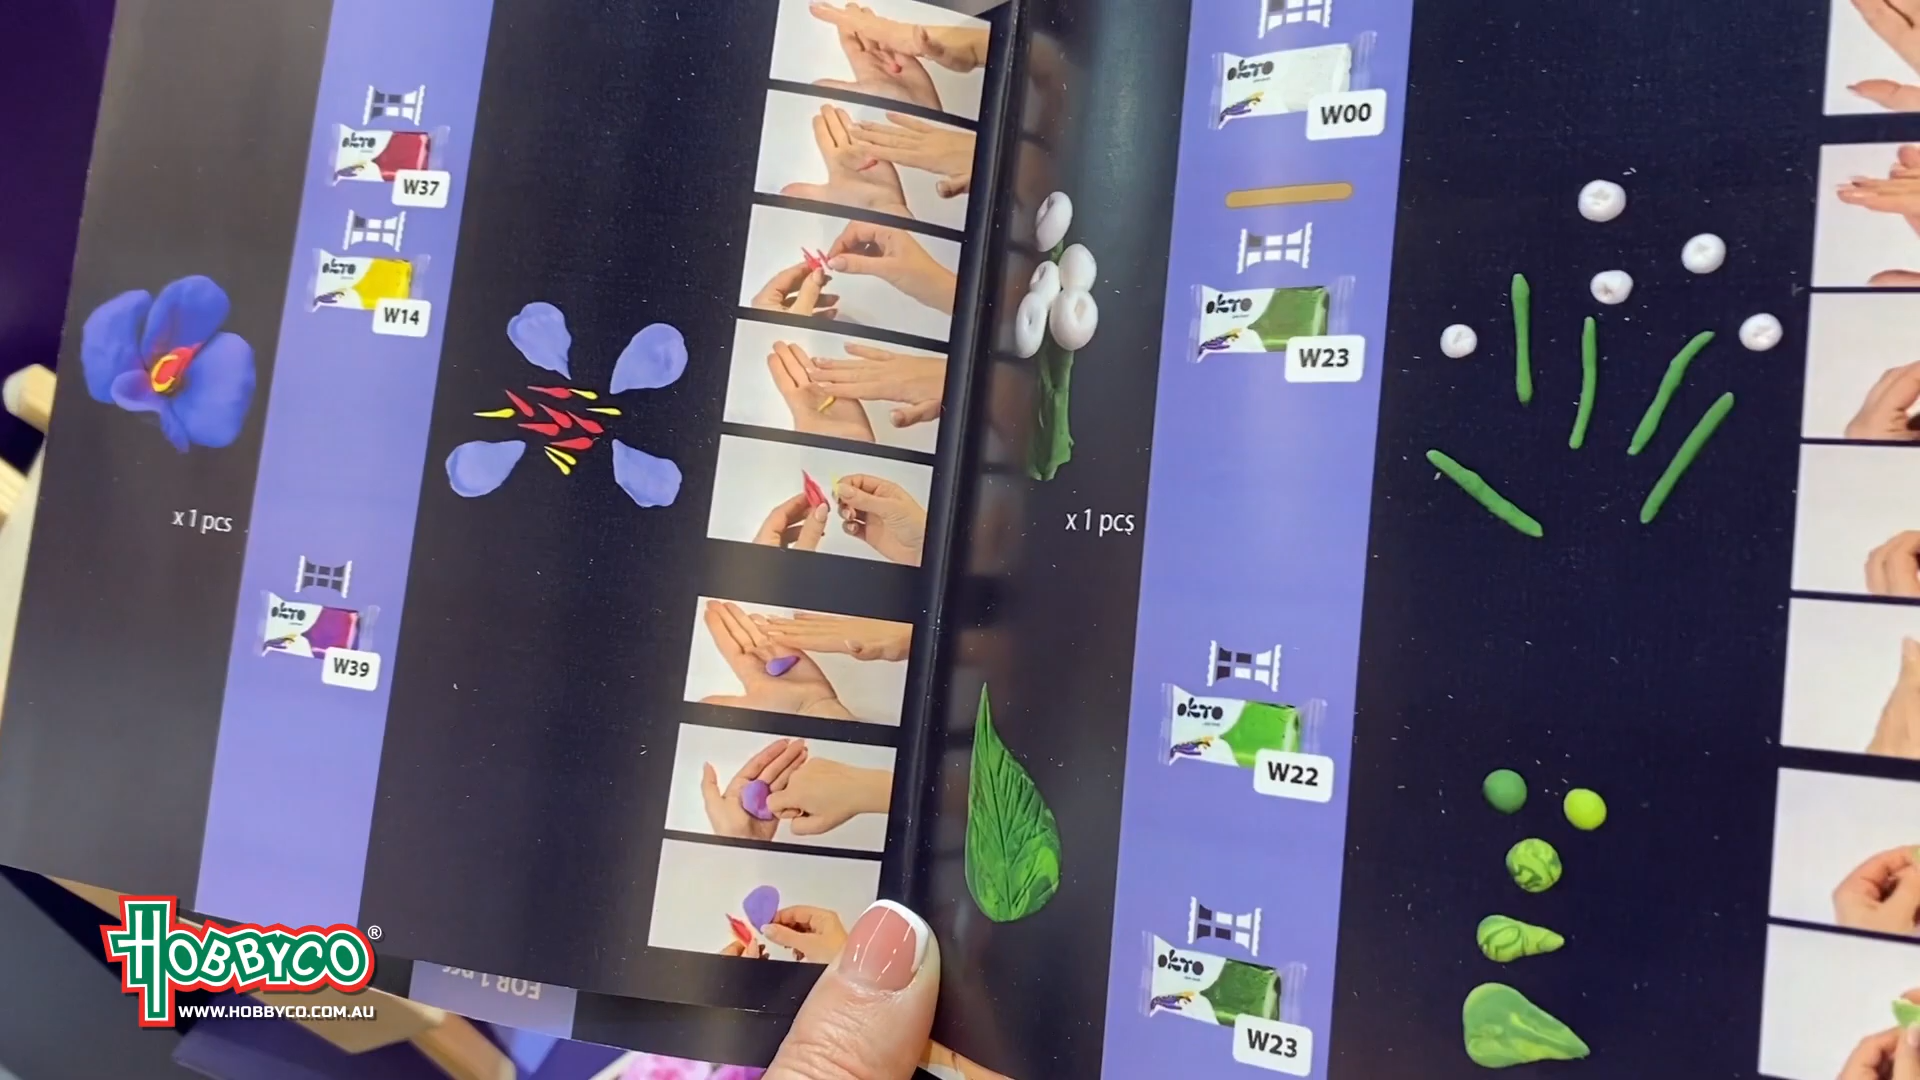 OKTO
W37
OKTO
W14
x 1 pcs
OKTO
W39
OKTO
W00
OKTO
W23
x 1 pcs
OKTO
W22
OKTO
W23
FOR 1 pcs
HOBBYCO®
WWW.HOBBYCO.COM.AU